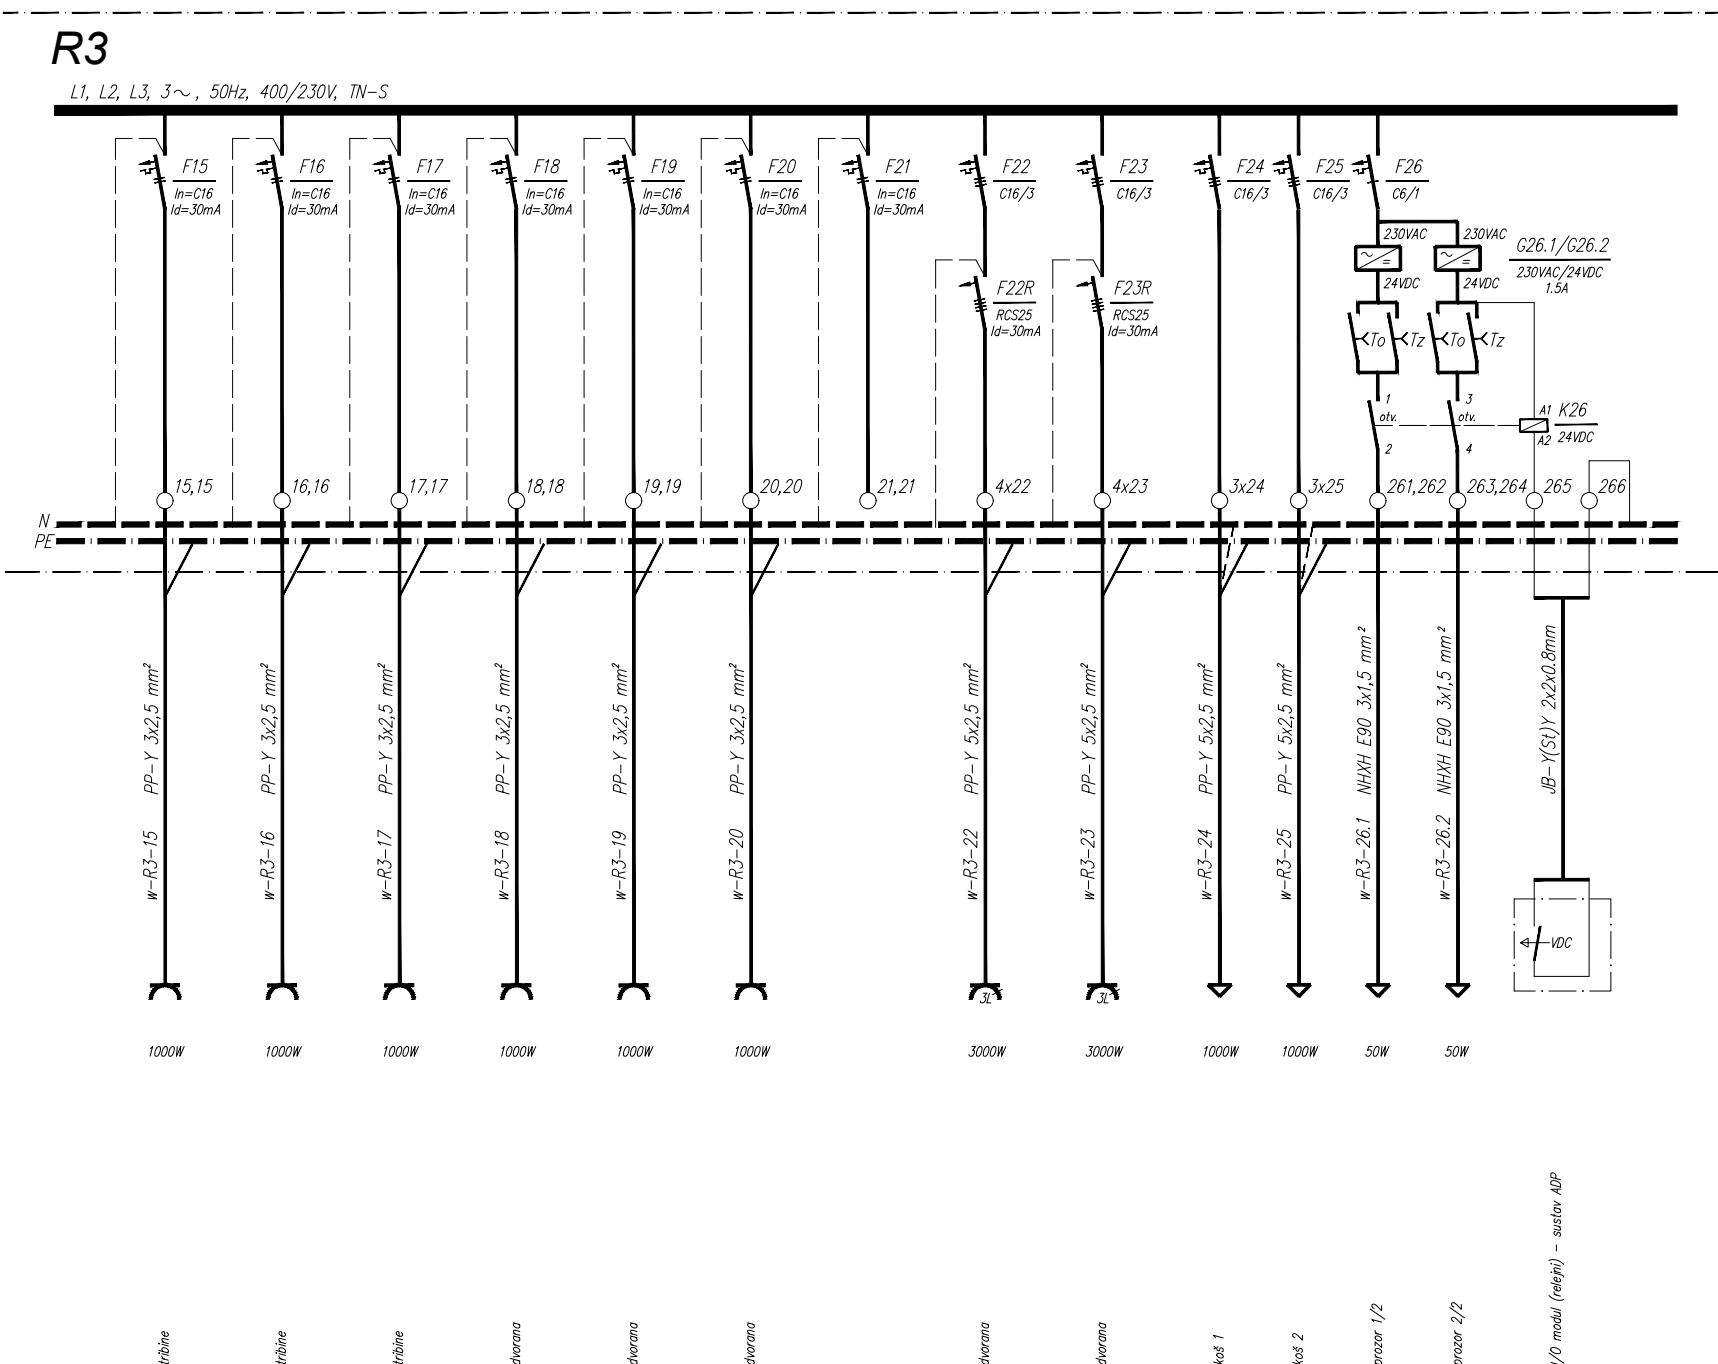 R3
L1, L2, L3, 3∼, 50Hz, 400/230V, TN-S
F15
In=C16
Id=30mA
F16
In=C16
Id=30mA
F17
In=C16
Id=30mA
F18
In=C16
Id=30mA
F19
In=C16
Id=30mA
F20
In=C16
Id=30mA
F21
In=C16
Id=30mA
F22
C16/3
F23
C16/3
F24
C16/3
F25
C16/3
F26
C6/1
230VAC
24VDC
230VAC
24VDC
G26.1/G26.2
230VAC/24VDC
1.5A
F22R
RCS25
Id=30mA
F23R
RCS25
Id=30mA
To
Tz
To
Tz
1
otv.
2
3
otv.
4
A1
A2
K26
24VDC
15,15
16,16
17,17
18,18
19,19
20,20
21,21
4x22
4x23
3x24
3x25
261,262
263,264
265
266
N
PE
w-R3-15 PP-Y 3x2,5 mm²
w-R3-16 PP-Y 3x2,5 mm²
w-R3-17 PP-Y 3x2,5 mm²
w-R3-18 PP-Y 3x2,5 mm²
w-R3-19 PP-Y 3x2,5 mm²
w-R3-20 PP-Y 3x2,5 mm²
w-R3-22 PP-Y 5x2,5 mm²
w-R3-23 PP-Y 5x2,5 mm²
w-R3-24 PP-Y 5x2,5 mm²
w-R3-25 PP-Y 5x2,5 mm²
w-R3-26.1 NHXH E90 3x1,5 mm²
w-R3-26.2 NHXH E90 3x1,5 mm²
JB-Y(St)Y 2x2x0.8mm
VDC
3L
3L
1000W
1000W
1000W
1000W
1000W
1000W
3000W
3000W
1000W
1000W
50W
50W
tribine
tribine
tribine
dvorana
dvorana
dvorana
dvorana
dvorana
koš 1
koš 2
prozor 1/2
prozor 2/2
I/O modul (relejni) - sustav ADP